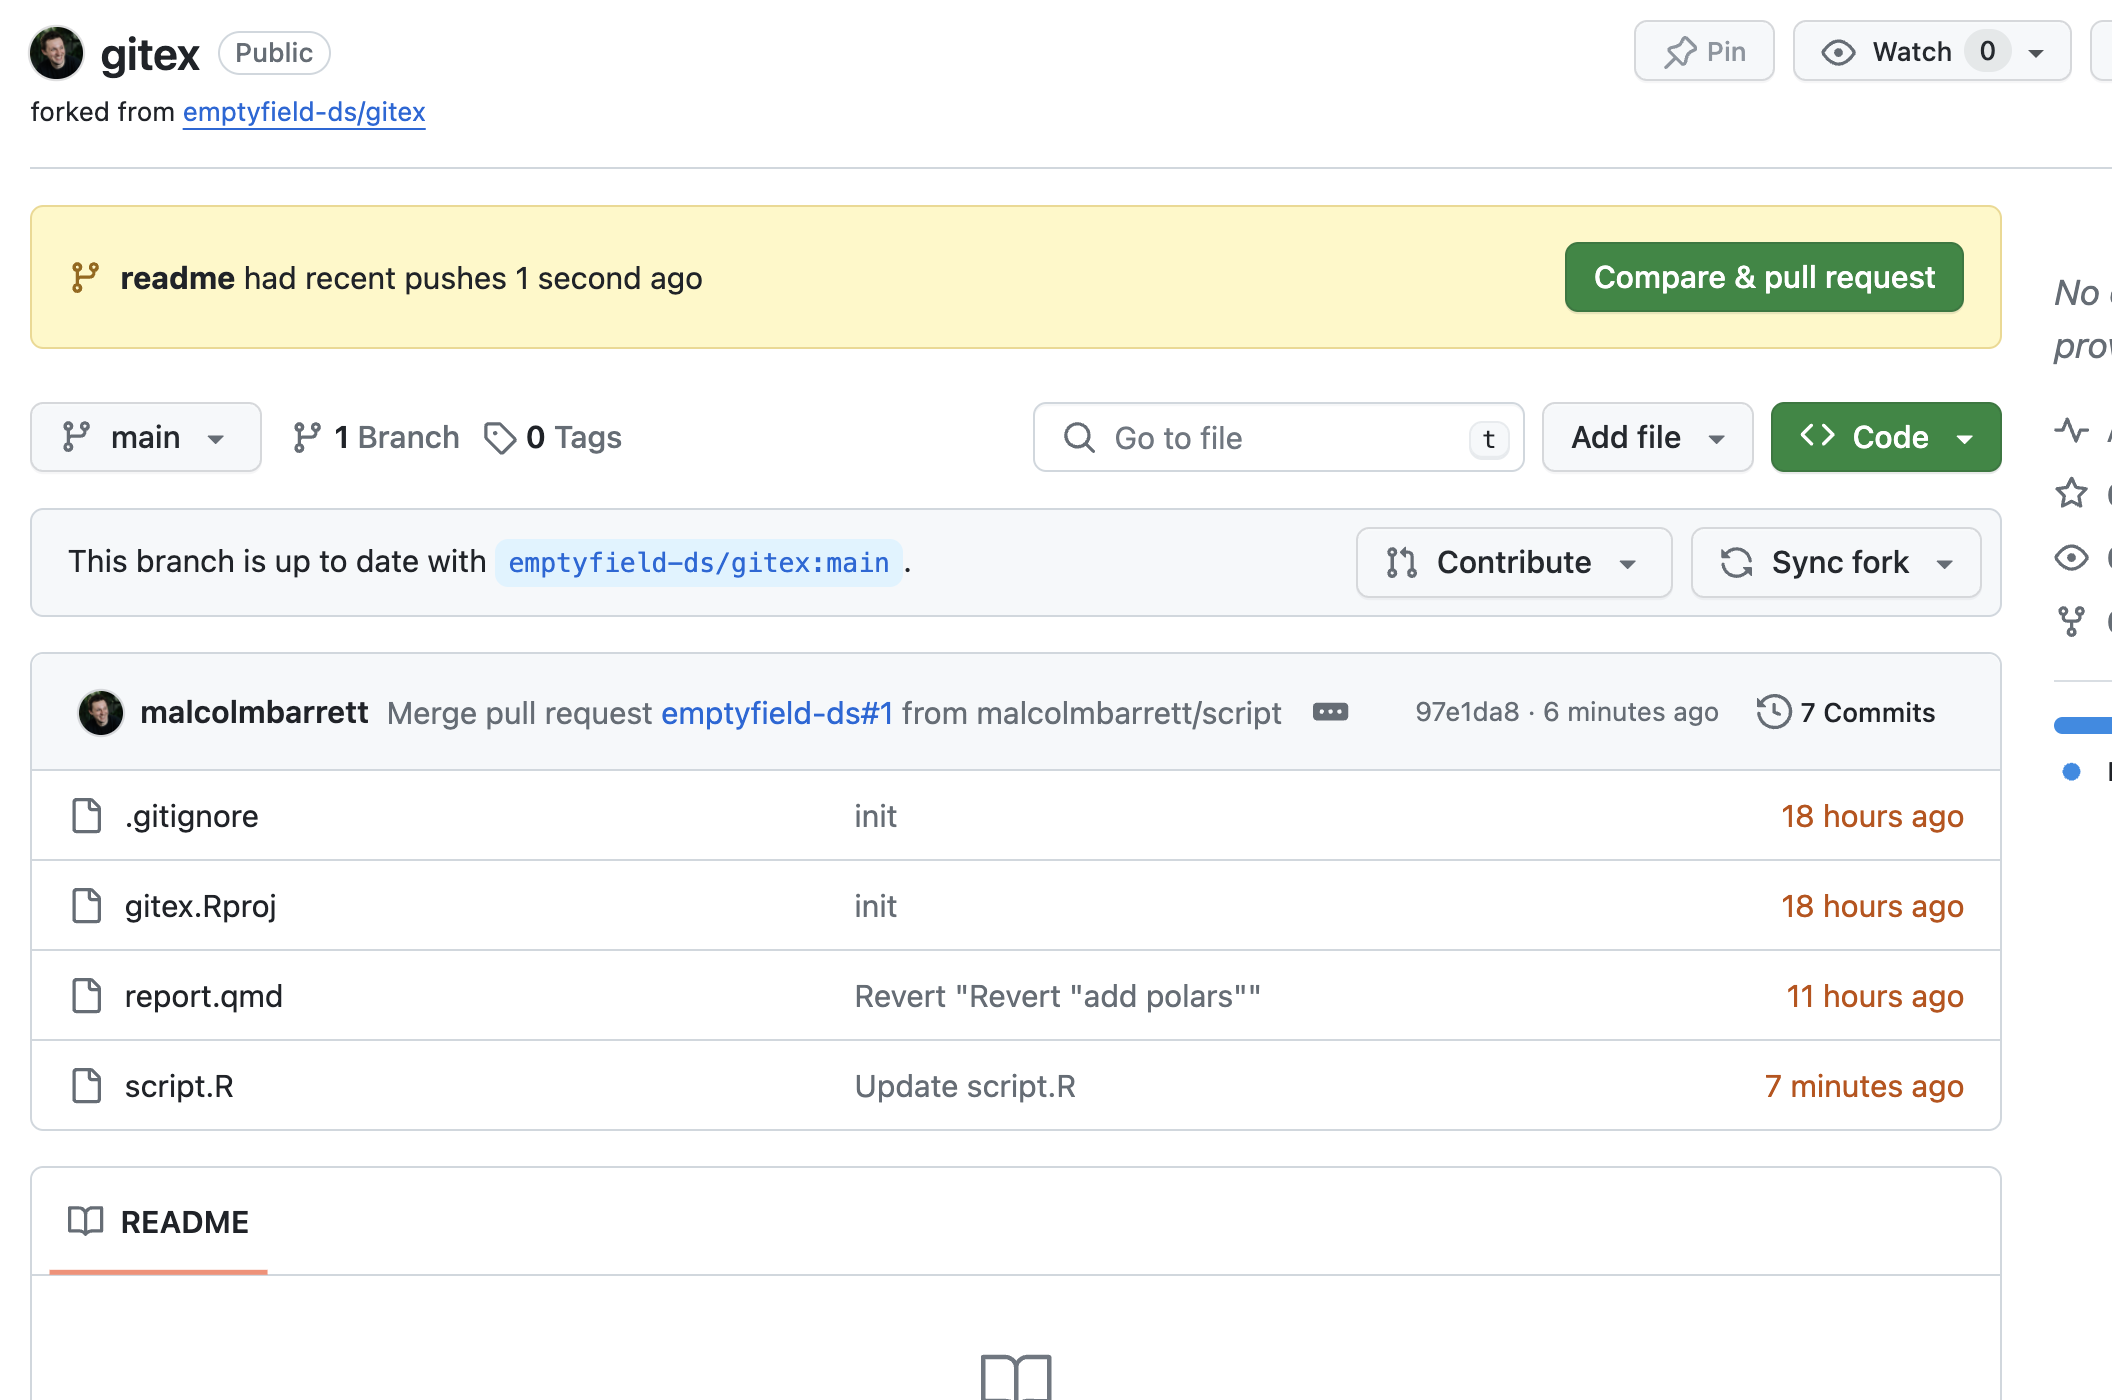 gitex Public
Pin
Watch 0
forked from emptyfield-ds/gitex
readme had recent pushes 1 second ago
Compare & pull request
No
main
1 Branch
0 Tags
Go to file
t
Add file
Code
This branch is up to date with emptyfield-ds/gitex:main.
Contribute
Sync fork
malcolmbarrett Merge pull request emptyfield-ds#1 from malcolmbarrett/script
97e1da8 · 6 minutes ago
7 Commits
.gitignore init 18 hours ago
gitex.Rproj init 18 hours ago
report.qmd Revert "Revert "add polars"" 11 hours ago
script.R Update script.R 7 minutes ago
README